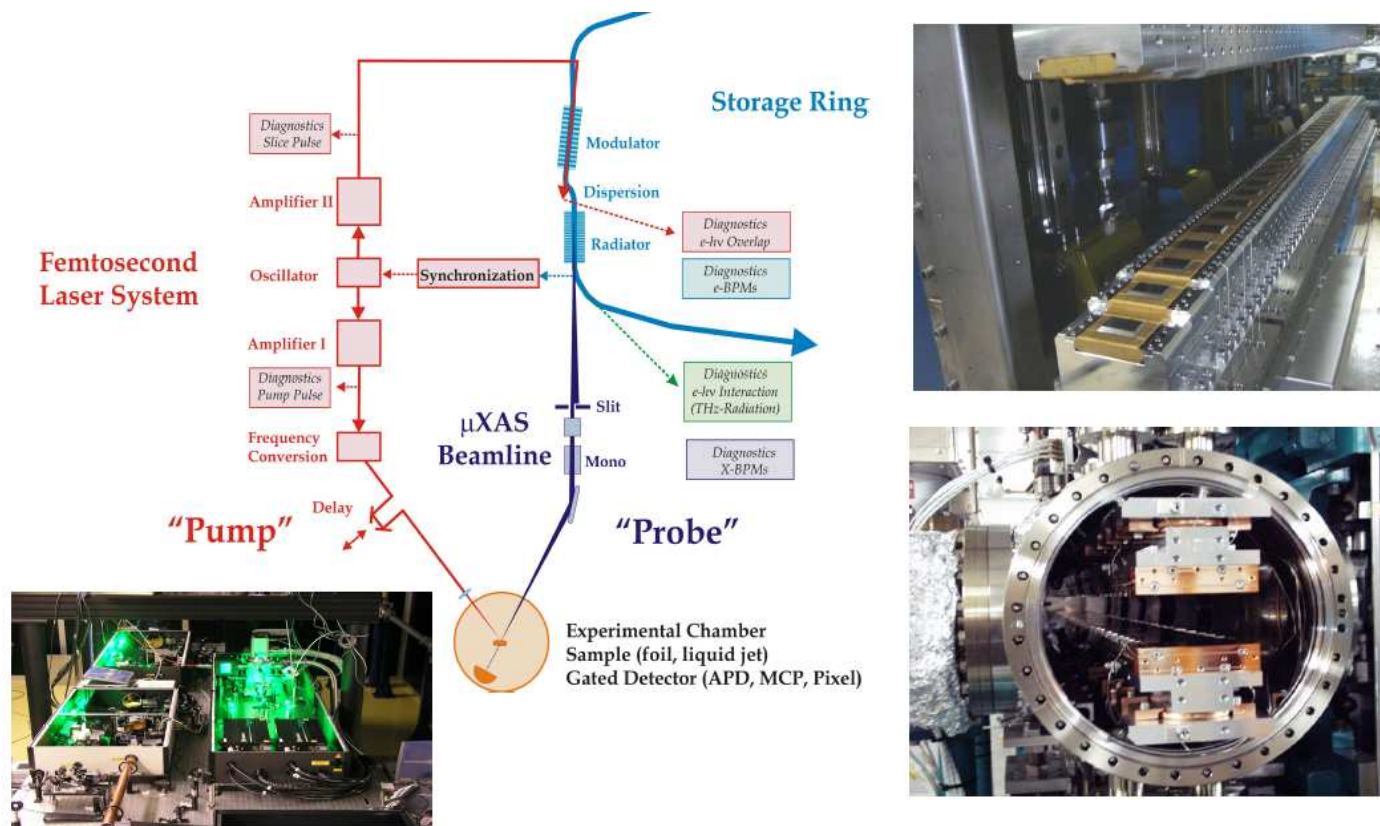 Storage Ring
Diagnostics
Slice Pulse
Modulator
Amplifier II
Dispersion
Radiator
Diagnostics
e-hν Overlap
Femtosecond
Laser System
Oscillator
Synchronization
Diagnostics
e-BPMs
Amplifier I
Diagnostics
Pump Pulse
Diagnostics
e-hν Interaction
(THz-Radiation)
Slit
μXAS
Beamline
Frequency
Conversion
Mono
Diagnostics
X-BPMs
Delay
“Pump”
“Probe”
Experimental Chamber
Sample (foil, liquid jet)
Gated Detector (APD, MCP, Pixel)